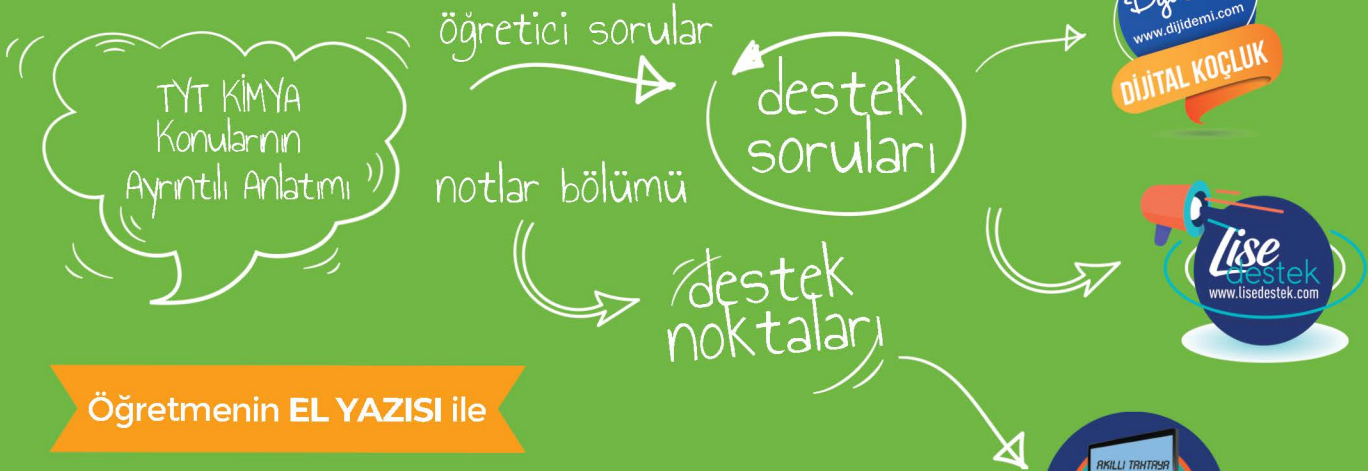 öğretici sorular
TYT KİMYA
Konularının
Ayrıntılı Anlatımı
destek
soruları
www.dijidemi.com
DİJİTAL KOÇLUK
notlar bölümü
Lise
destek
www.lisedestek.com
destek
noktaları
Öğretmenin EL YAZISI ile
AKILLI TAHTAYA